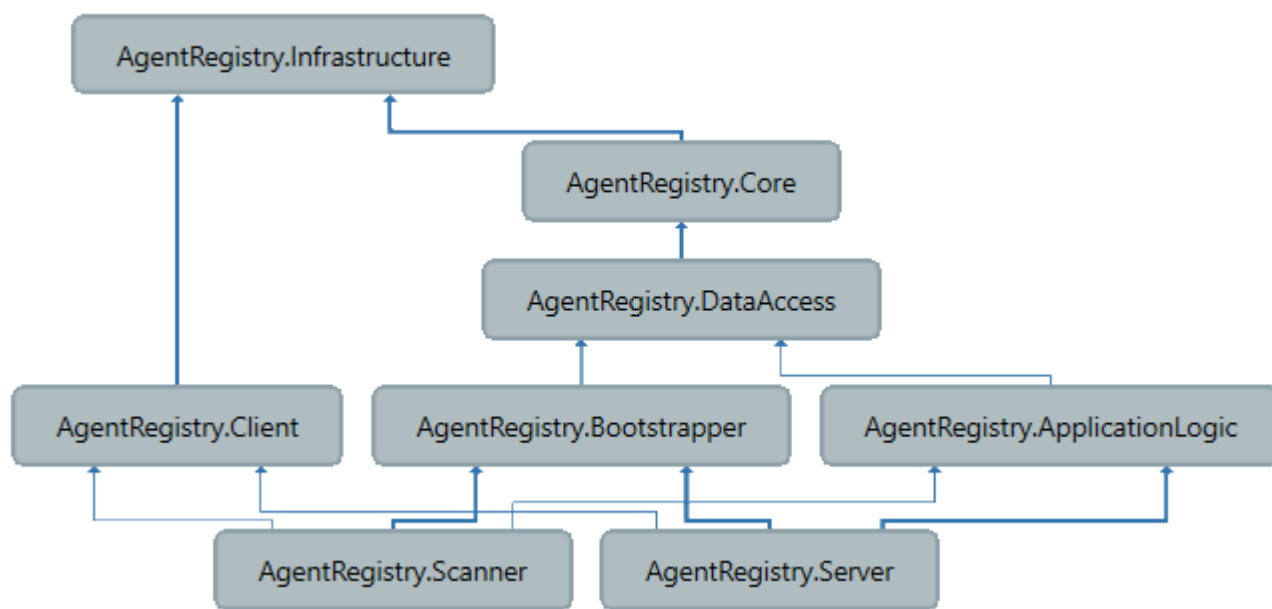 AgentRegistry.Infrastructure
AgentRegistry.Core
AgentRegistry.DataAccess
AgentRegistry.Client
AgentRegistry.Bootstrapper
AgentRegistry.ApplicationLogic
AgentRegistry.Scanner
AgentRegistry.Server